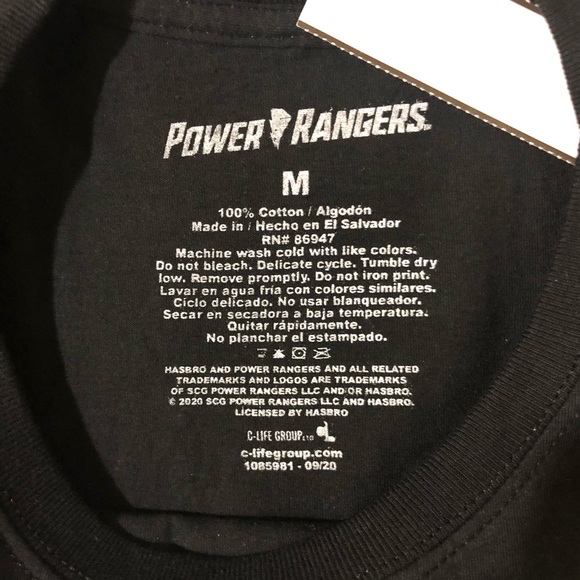 POWER RANGERS
M
100% Cotton / Algodón
Made in / Hecho en El Salvador
RN# 86947
Machine wash cold with like colors.
Do not bleach. Delicate cycle. Tumble dry
low. Remove promptly. Do not iron print.
Lavar en agua fría con colores similares.
Ciclo delicado. No usar blanqueador.
Secar en secadora a baja temperatura.
Quitar rápidamente.
No planchar el estampado.
HASBRO AND POWER RANGERS AND ALL RELATED
TRADEMARKS AND LOGOS ARE TRADEMARKS
OF SCG POWER RANGERS LLC AND/OR HASBRO.
© 2020 SCG POWER RANGERS LLC AND HASBRO.
LICENSED BY HASBRO
C-LIFE GROUP LTD
c-lifegroup.com
1085981 - 09/20